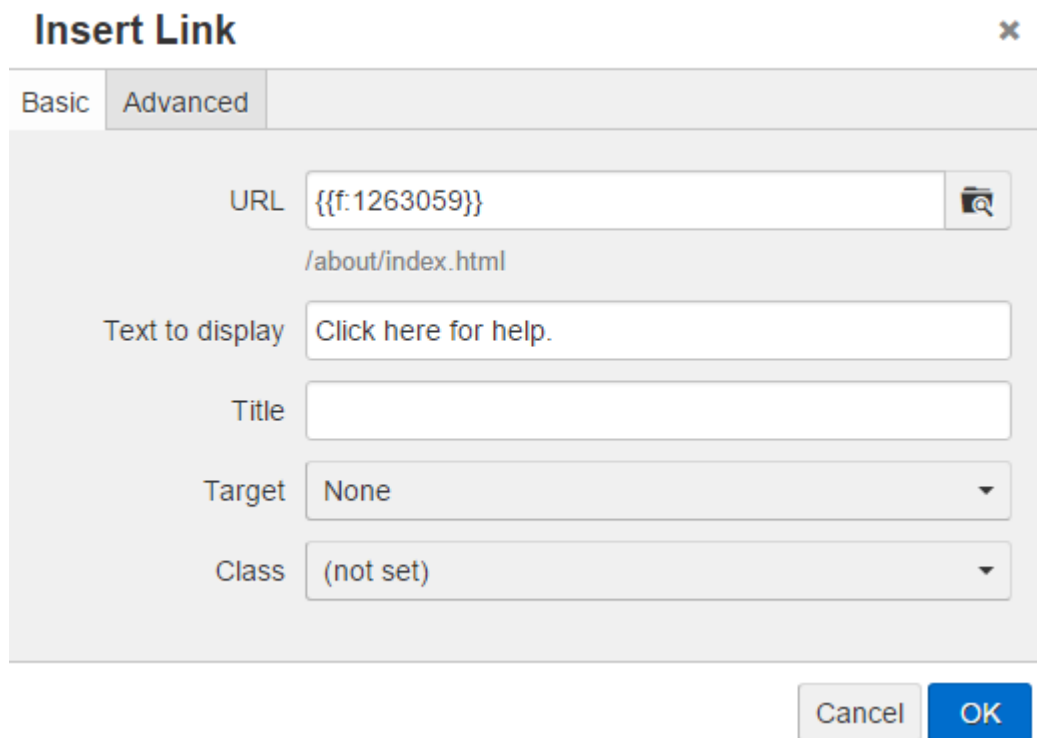 Insert Link
Basic Advanced
URL {{f:1263059}}
/about/index.html
Text to display Click here for help.
Title
Target None
Class (not set)
Cancel OK